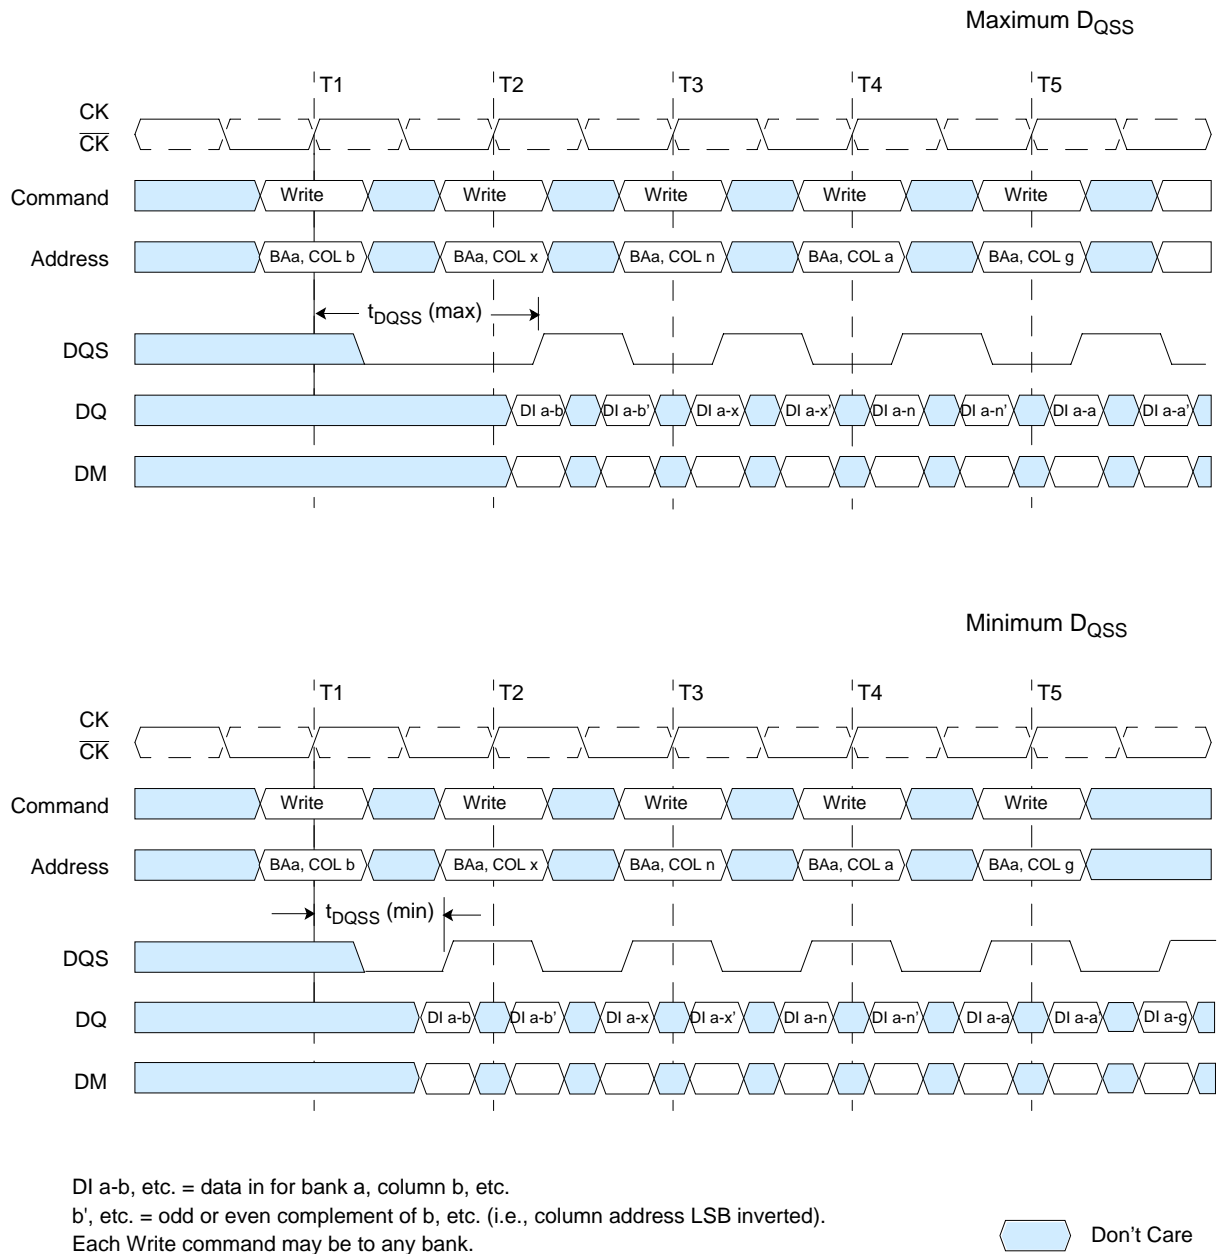 Maximum DQSS
T1 T2 T3 T4 T5
CK
CK
Command Write Write Write Write Write
Address BAa, COL b BAa, COL x BAa, COL n BAa, COL a BAa, COL g
tDQSS (max)
DQS
DQ DI a-b DI a-b’ DI a-x DI a-x’ DI a-n DI a-n’ DI a-a DI a-a’
DM
Minimum DQSS
T1 T2 T3 T4 T5
CK
CK
Command Write Write Write Write Write
Address BAa, COL b BAa, COL x BAa, COL n BAa, COL a BAa, COL g
tDQSS (min)
DQS
DQ DI a-b DI a-b’ DI a-x DI a-x’ DI a-n DI a-n’ DI a-a DI a-a’ DI a-g
DM
DI a-b, etc. = data in for bank a, column b, etc.
b', etc. = odd or even complement of b, etc. (i.e., column address LSB inverted).
Each Write command may be to any bank.
Don't Care